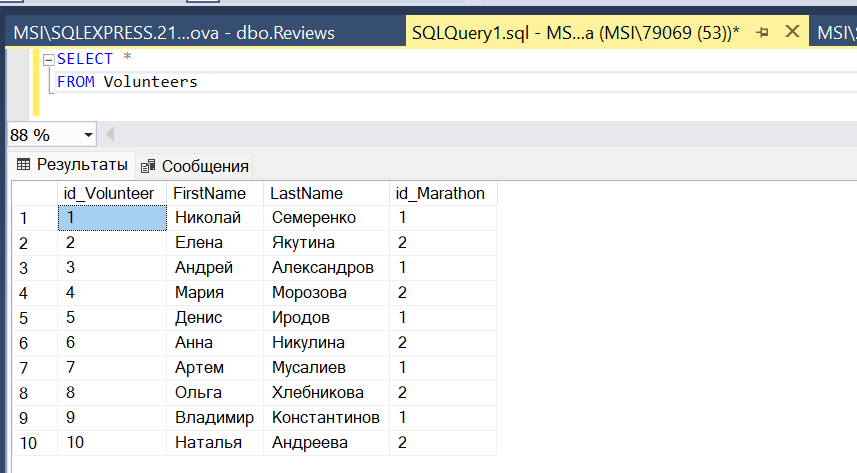 MSI\SQLEXPRESS.21...ova - dbo.Reviews SQLQuery1.sql - MS...a (MSI\79069 (53))* MSI\S
SELECT *
FROM Volunteers
88 %
Результаты Сообщения
id_Volunteer FirstName LastName id_Marathon
1 1 Николай Семеренко 1
2 2 Елена Якутина 2
3 3 Андрей Александров 1
4 4 Мария Морозова 2
5 5 Денис Иродов 1
6 6 Анна Никулина 2
7 7 Артем Мусалиев 1
8 8 Ольга Хлебникова 2
9 9 Владимир Константинов 1
10 10 Наталья Андреева 2